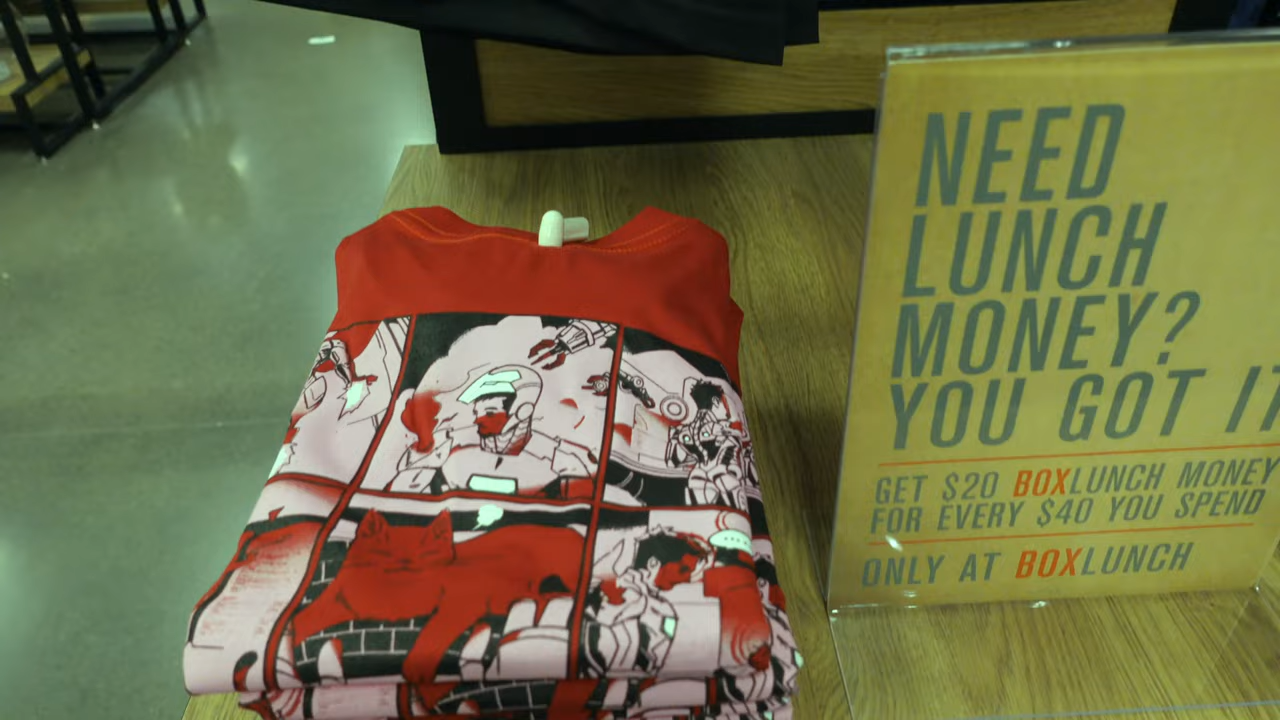 NEED
LUNCH
MONEY?
YOU GOT IT
GET $20 BOXLUNCH MONEY
FOR EVERY $40 YOU SPEND
ONLY AT BOXLUNCH